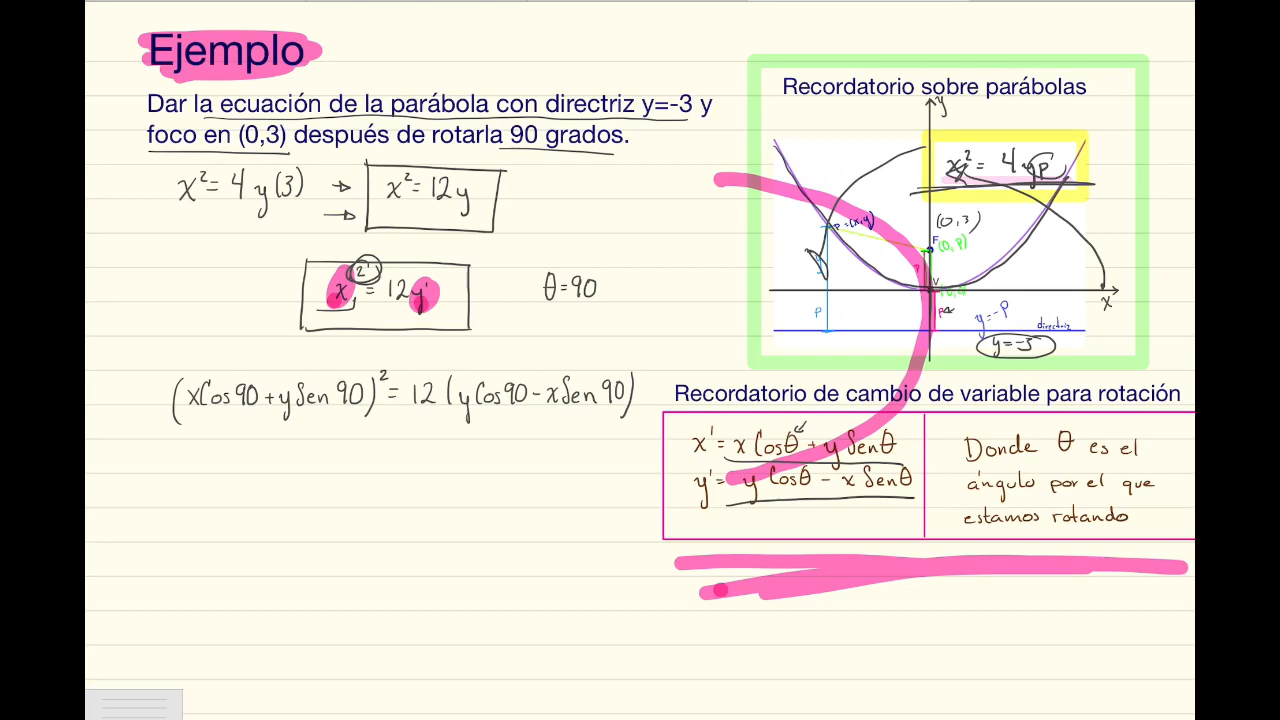 Ejemplo
Dar la ecuación de la parábola con directriz y=-3 y
foco en (0,3) después de rotarla 90 grados.
x² = 4 y (3) → x² = 12y
→
x'² = 12y' θ = 90
(x Cos 90 + y Sen 90)² = 12 (y Cos 90 - x Sen 90)
Recordatorio sobre parábolas
y
x² = 4yp
(0,3)
P=(x,y)
F
(0,P)
y
P
V
(0,0)
x
P
P
y=-P
directriz
y=-3
Recordatorio de cambio de variable para rotación
x' = x Cosθ + y Senθ
y' = y Cosθ - x Senθ
Donde θ es el
ángulo por el que
estamos rotando